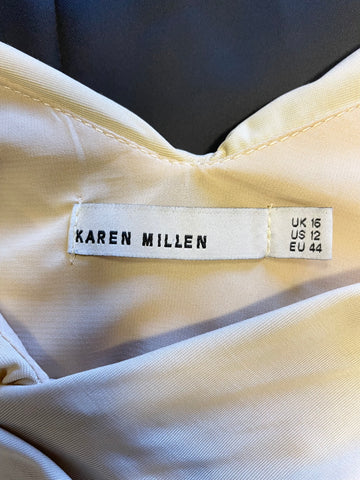 KAREN MILLEN
UK 16
US 12
EU 44